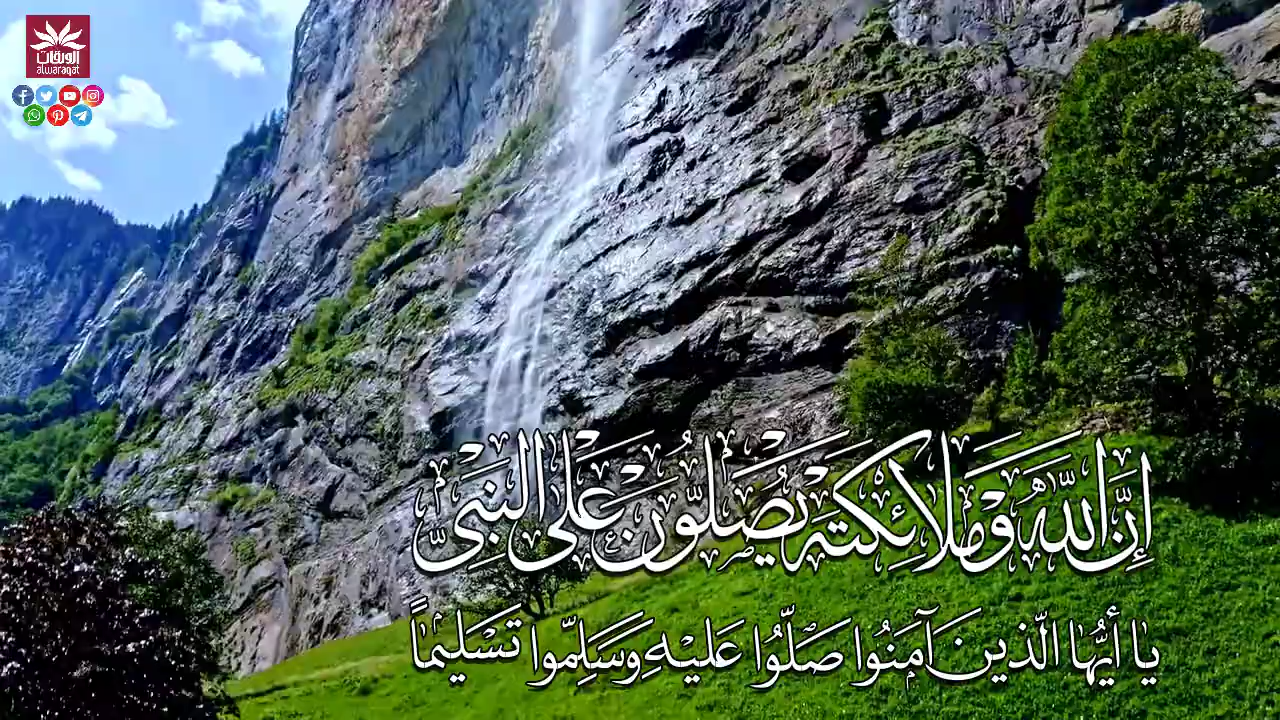 الورقات
alwaraqat
إِنَّ اللَّهَ وَمَلَائِكَتَهُ يُصَلُّونَ عَلَى النَّبِيِّ
يَا أَيُّهَا الَّذِينَ آمَنُوا صَلُّوا عَلَيْهِ وَسَلِّمُوا تَسْلِيمًا